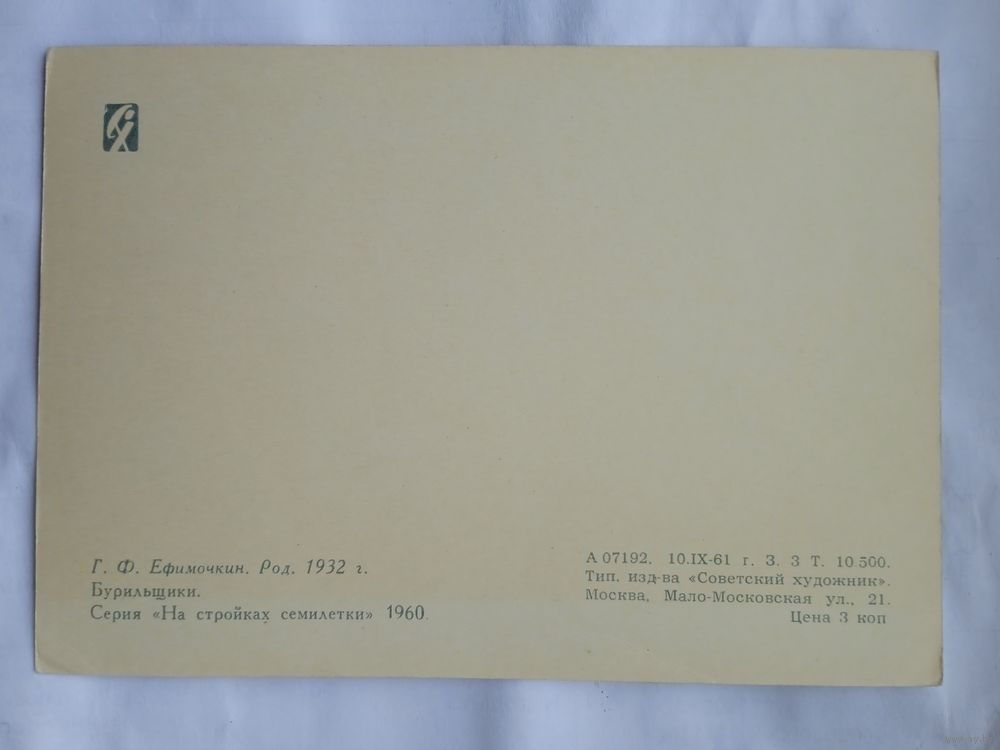 Г. Ф. Ефимочкин. Род. 1932 г.
Бурильщики.
Серия «На стройках семилетки» 1960.
А 07192. 10.IX-61 г. З. 3 Т. 10 500.
Тип. изд-ва «Советский художник».
Москва, Мало-Московская ул., 21.
Цена 3 коп